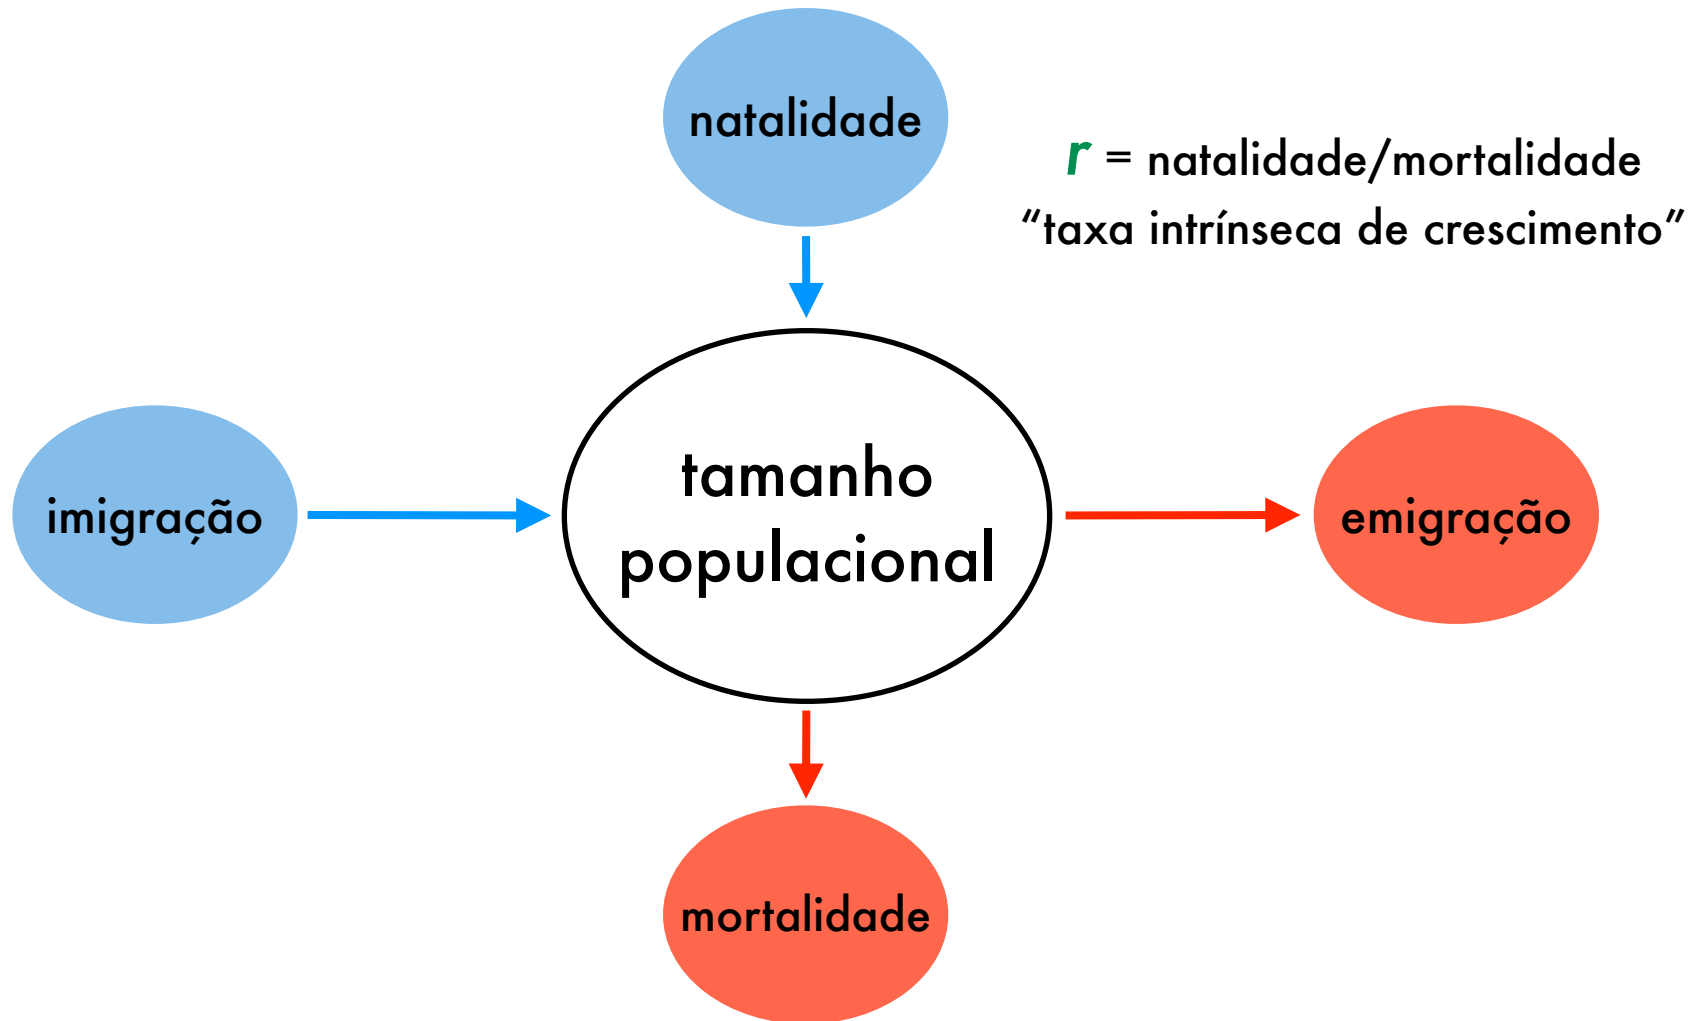 natalidade
r = natalidade/mortalidade
“taxa intrínseca de crescimento”
imigração
tamanho
populacional
emigração
mortalidade